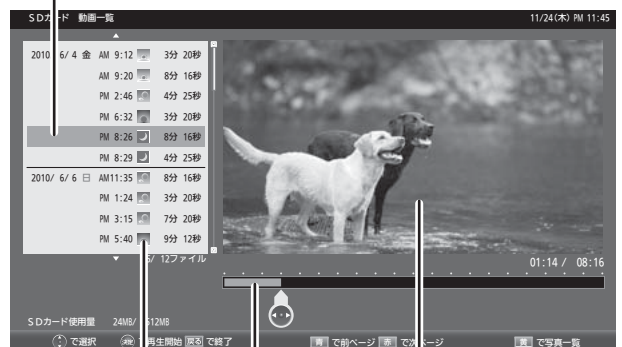 SDカード 動画一覧
11/24(木) PM 11:45
2010/ 6/ 4 金 AM 9:12 3分 20秒
AM 9:20 8分 16秒
PM 2:46 4分 25秒
PM 6:32 3分 20秒
PM 8:26 8分 16秒
PM 8:29 4分 25秒
2010/ 6/ 6 日 AM11:35 8分 16秒
PM 1:24 3分 20秒
PM 3:15 7分 20秒
PM 5:40 9分 12秒
/ 12ファイル
01:14 / 08:16
SDカード使用量 24MB/ 512MB
で選択 で再生開始 戻る で終了 青 で前ページ 赤 で次ページ 黄 で写真一覧